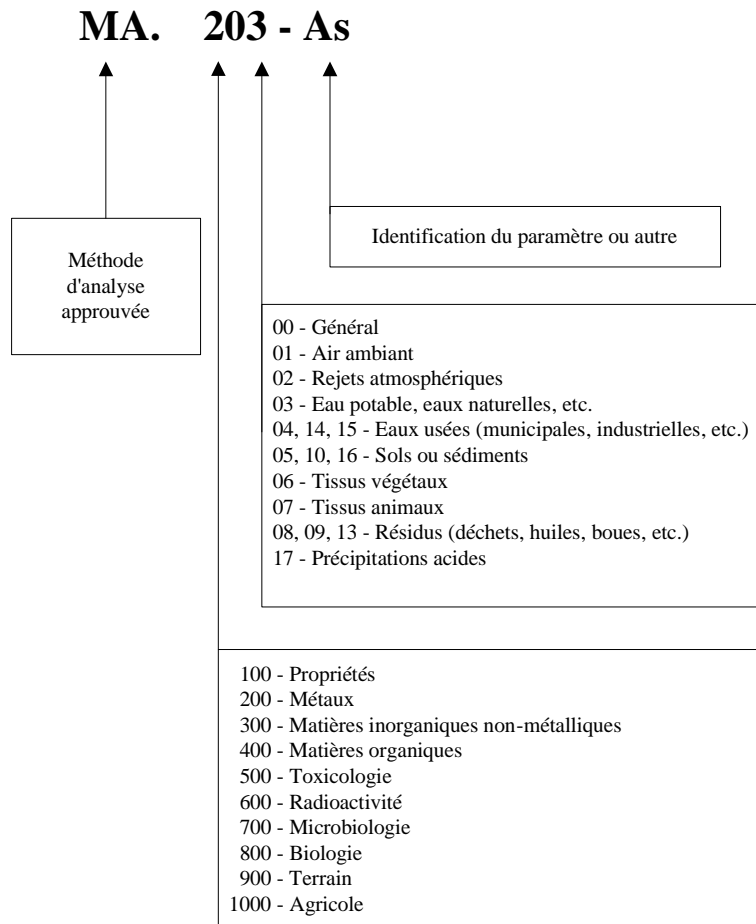 MA. 203 - As
Méthode
d'analyse
approuvée
Identification du paramètre ou autre
00 - Général
01 - Air ambiant
02 - Rejets atmosphériques
03 - Eau potable, eaux naturelles, etc.
04, 14, 15 - Eaux usées (municipales, industrielles, etc.)
05, 10, 16 - Sols ou sédiments
06 - Tissus végétaux
07 - Tissus animaux
08, 09, 13 - Résidus (déchets, huiles, boues, etc.)
17 - Précipitations acides
100 - Propriétés
200 - Métaux
300 - Matières inorganiques non-métalliques
400 - Matières organiques
500 - Toxicologie
600 - Radioactivité
700 - Microbiologie
800 - Biologie
900 - Terrain
1000 - Agricole